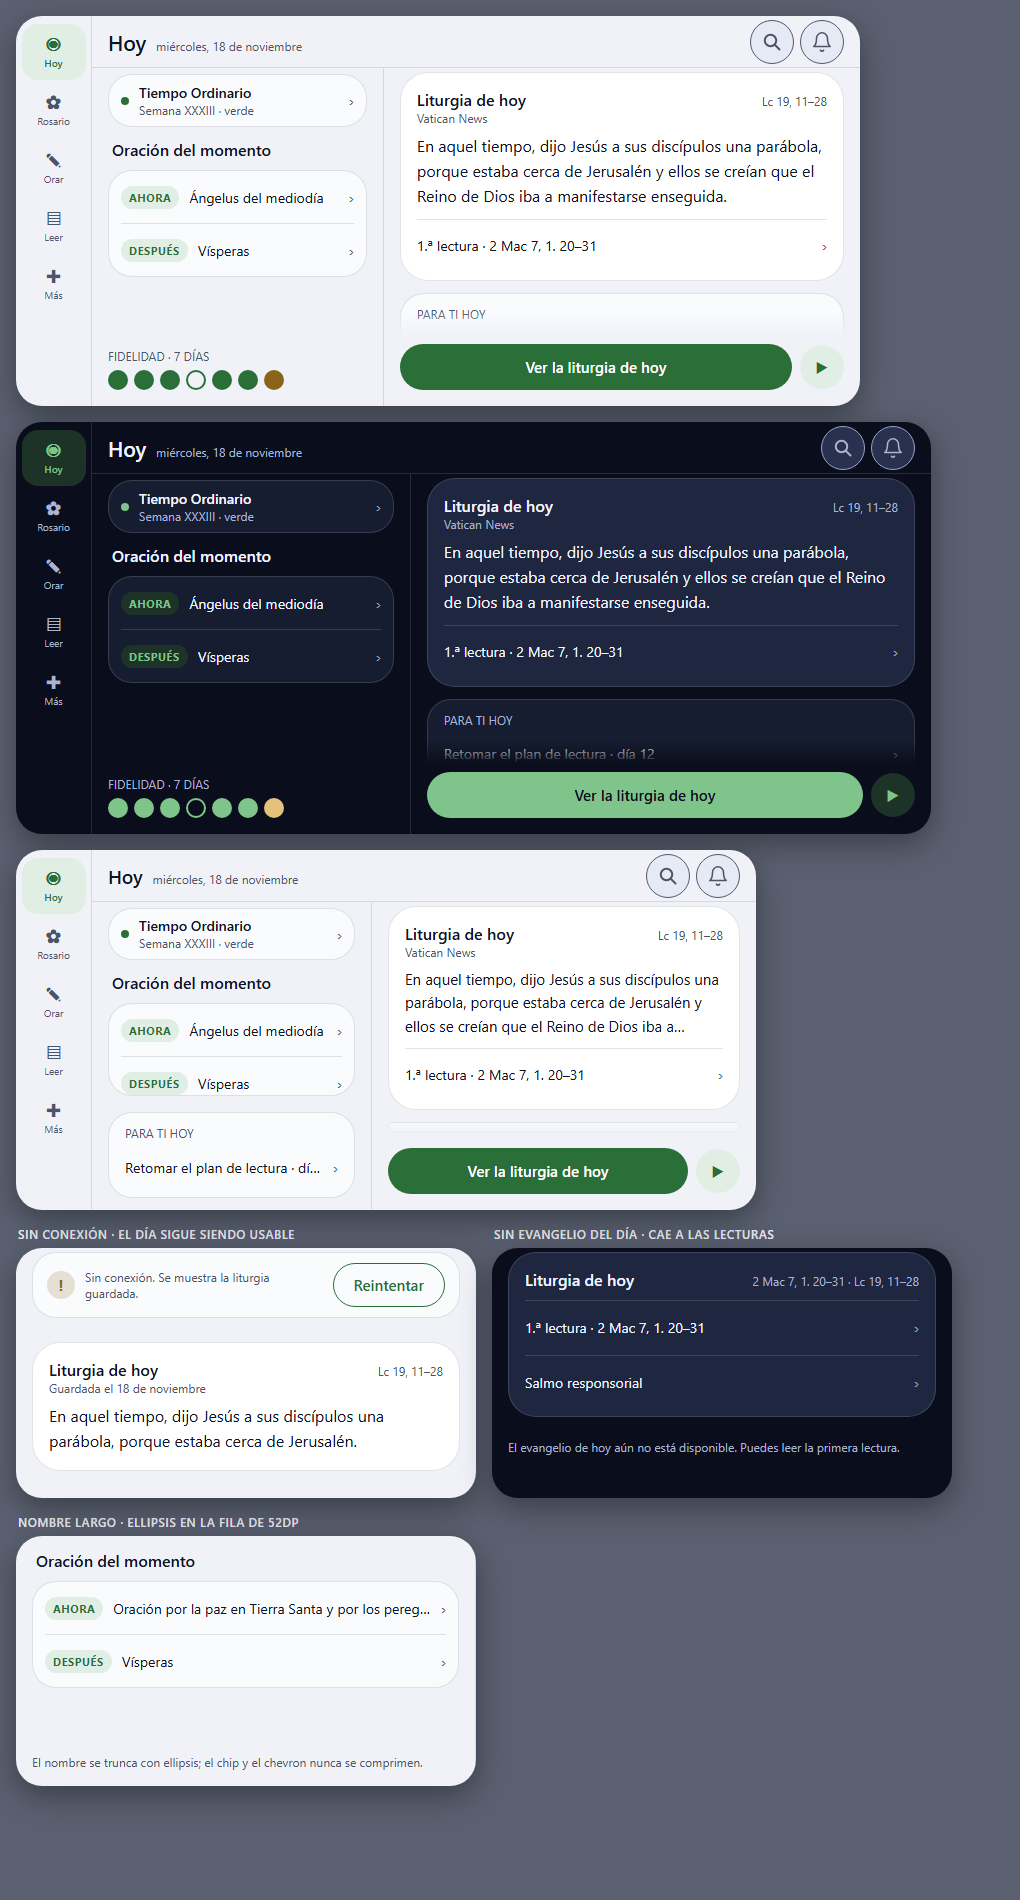 Hoy
Rosario
Orar
Leer
Más
Hoy miércoles, 18 de noviembre
Tiempo Ordinario
Semana XXXIII · verde
›
Oración del momento
AHORA Ángelus del mediodía ›
DESPUÉS Vísperas ›
FIDELIDAD · 7 DÍAS
Liturgia de hoy Lc 19, 11–28
Vatican News
En aquel tiempo, dijo Jesús a sus discípulos una parábola,
porque estaba cerca de Jerusalén y ellos se creían que el
Reino de Dios iba a manifestarse enseguida.
1.ª lectura · 2 Mac 7, 1. 20–31 ›
PARA TI HOY
Ver la liturgia de hoy
Hoy
Rosario
Orar
Leer
Más
Hoy miércoles, 18 de noviembre
Tiempo Ordinario
Semana XXXIII · verde
›
Oración del momento
AHORA Ángelus del mediodía ›
DESPUÉS Vísperas ›
FIDELIDAD · 7 DÍAS
Liturgia de hoy Lc 19, 11–28
Vatican News
En aquel tiempo, dijo Jesús a sus discípulos una parábola,
porque estaba cerca de Jerusalén y ellos se creían que el Reino
de Dios iba a manifestarse enseguida.
1.ª lectura · 2 Mac 7, 1. 20–31 ›
PARA TI HOY
Retomar el plan de lectura · día 12 ›
Ver la liturgia de hoy
Hoy
Rosario
Orar
Leer
Más
Hoy miércoles, 18 de noviembre
Tiempo Ordinario
Semana XXXIII · verde
›
Oración del momento
AHORA Ángelus del mediodía ›
DESPUÉS Vísperas ›
PARA TI HOY
Retomar el plan de lectura · dí... ›
Liturgia de hoy Lc 19, 11–28
Vatican News
En aquel tiempo, dijo Jesús a sus discípulos una
parábola, porque estaba cerca de Jerusalén y
ellos se creían que el Reino de Dios iba a...
1.ª lectura · 2 Mac 7, 1. 20–31 ›
Ver la liturgia de hoy
SIN CONEXIÓN · EL DÍA SIGUE SIENDO USABLE
! Sin conexión. Se muestra la liturgia
guardada.
Reintentar
Liturgia de hoy Lc 19, 11–28
Guardada el 18 de noviembre
En aquel tiempo, dijo Jesús a sus discípulos una
parábola, porque estaba cerca de Jerusalén.
SIN EVANGELIO DEL DÍA · CAE A LAS LECTURAS
Liturgia de hoy 2 Mac 7, 1. 20–31 · Lc 19, 11–28
1.ª lectura · 2 Mac 7, 1. 20–31 ›
Salmo responsorial ›
El evangelio de hoy aún no está disponible. Puedes leer la primera lectura.
NOMBRE LARGO · ELLIPSIS EN LA FILA DE 52DP
Oración del momento
AHORA Oración por la paz en Tierra Santa y por los pereg... ›
DESPUÉS Vísperas ›
El nombre se trunca con ellipsis; el chip y el chevron nunca se comprimen.